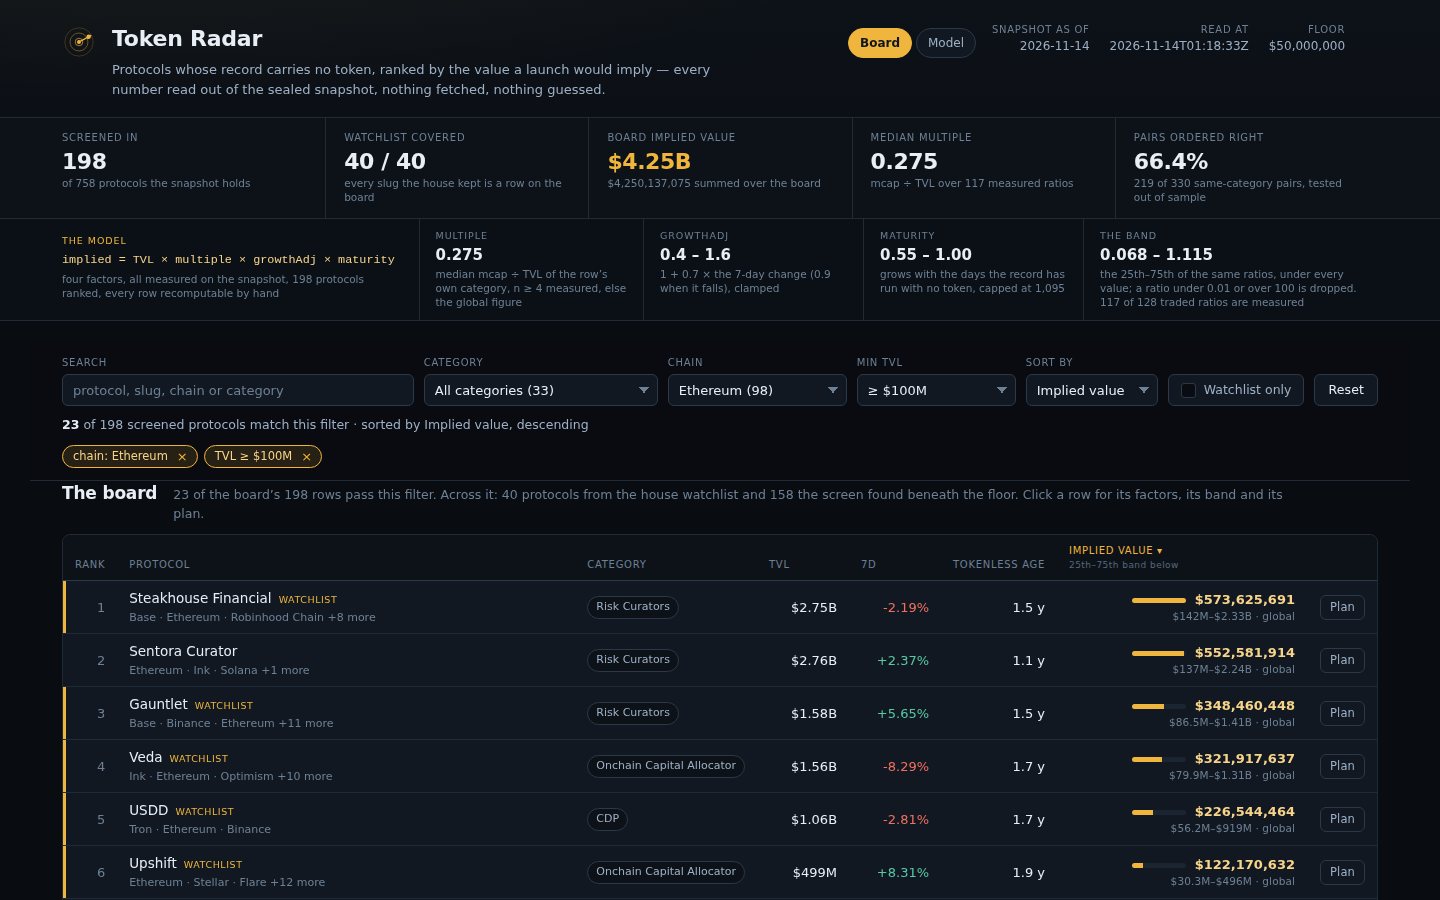 Token Radar
Protocols whose record carries no token, ranked by the value a launch would imply — every
number read out of the sealed snapshot, nothing fetched, nothing guessed.
Board
Model
SNAPSHOT AS OF
2026-11-14
READ AT
2026-11-14T01:18:33Z
FLOOR
$50,000,000
SCREENED IN
198
of 758 protocols the snapshot holds
WATCHLIST COVERED
40 / 40
every slug the house kept is a row on the
board
BOARD IMPLIED VALUE
$4.25B
$4,250,137,075 summed over the board
MEDIAN MULTIPLE
0.275
mcap ÷ TVL over 117 measured ratios
PAIRS ORDERED RIGHT
66.4%
219 of 330 same-category pairs, tested
out of sample
THE MODEL
implied = TVL × multiple × growthAdj × maturity
four factors, all measured on the snapshot, 198 protocols
ranked, every row recomputable by hand
MULTIPLE
0.275
median mcap ÷ TVL of the row's
own category, n ≥ 4 measured, else
the global figure
GROWTHADJ
0.4 – 1.6
1 + 0.7 × the 7-day change (0.9
when it falls), clamped
MATURITY
0.55 – 1.00
grows with the days the record has
run with no token, capped at 1,095
THE BAND
0.068 – 1.115
the 25th–75th of the same ratios, under every
value; a ratio under 0.01 or over 100 is dropped.
117 of 128 traded ratios are measured
SEARCH
protocol, slug, chain or category
CATEGORY
All categories (33)
CHAIN
Ethereum (98)
MIN TVL
≥ $100M
SORT BY
Implied value
Watchlist only
Reset
23 of 198 screened protocols match this filter · sorted by Implied value, descending
chain: Ethereum ×
TVL ≥ $100M ×
The board
23 of the board's 198 rows pass this filter. Across it: 40 protocols from the house watchlist and 158 the screen found beneath the floor. Click a row for its factors, its band and its
plan.
RANK PROTOCOL CATEGORY TVL 7D TOKENLESS AGE IMPLIED VALUE ▾
25th–75th band below
1 Steakhouse Financial WATCHLIST Risk Curators $2.75B -2.19% 1.5 y $573,625,691 Plan
Base · Ethereum · Robinhood Chain +8 more $142M–$2.33B · global
2 Sentora Curator Risk Curators $2.76B +2.37% 1.1 y $552,581,914 Plan
Ethereum · Ink · Solana +1 more $137M–$2.24B · global
3 Gauntlet WATCHLIST Risk Curators $1.58B +5.65% 1.5 y $348,460,448 Plan
Base · Binance · Ethereum +11 more $86.5M–$1.41B · global
4 Veda WATCHLIST Onchain Capital Allocator $1.56B -8.29% 1.7 y $321,917,637 Plan
Ink · Ethereum · Optimism +10 more $79.9M–$1.31B · global
5 USDD WATCHLIST CDP $1.06B -2.81% 1.7 y $226,544,464 Plan
Tron · Ethereum · Binance $56.2M–$919M · global
6 Upshift WATCHLIST Onchain Capital Allocator $499M +8.31% 1.9 y $122,170,632 Plan
Ethereum · Stellar · Flare +12 more $30.3M–$496M · global